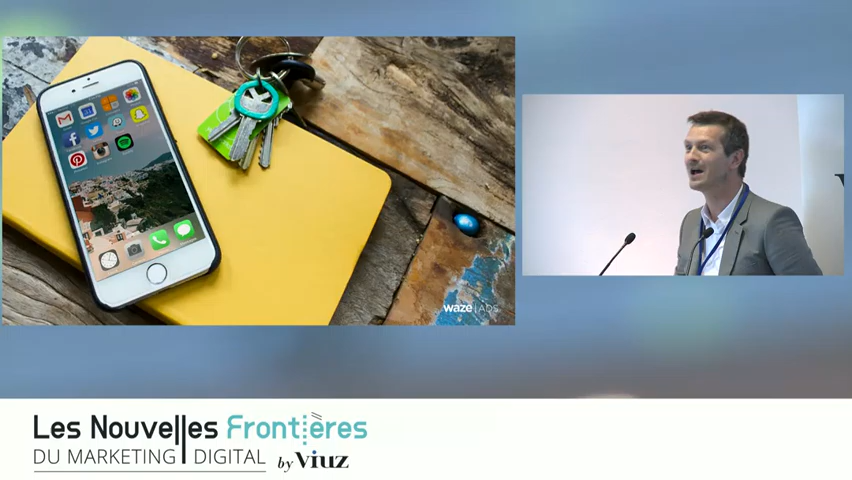 waze | ADS
Les Nouvelles Frontières
DU MARKETING DIGITAL by Viuz